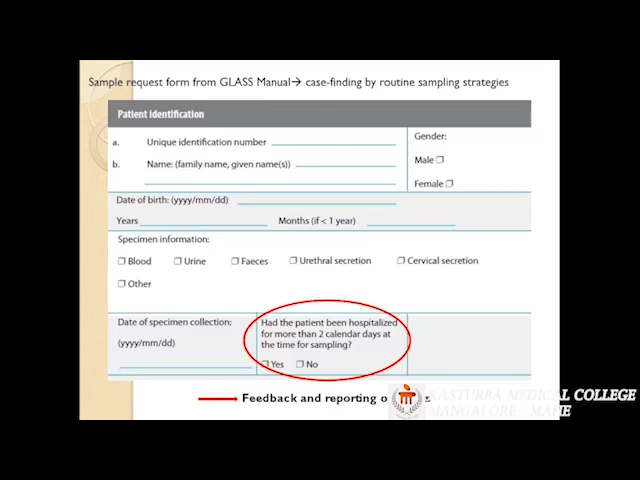 Sample request form from GLASS Manual→ case-finding by routine sampling strategies
Patient Identification
a. Unique identification number
b. Name: (family name, given name(s))
Gender:
Male ❐
Female ❐
Date of birth: (yyyy/mm/dd)
Years Months (if < 1 year)
Specimen information:
❐ Blood ❐ Urine ❐ Faeces ❐ Urethral secretion ❐ Cervical secretion
❐ Other
Date of specimen collection:
(yyyy/mm/dd)
Had the patient been hospitalized
for more than 2 calendar days at
the time for sampling?
❐ Yes ❐ No
Feedback and reporting
KASTURBA MEDICAL COLLEGE
MANGALORE - MAHE